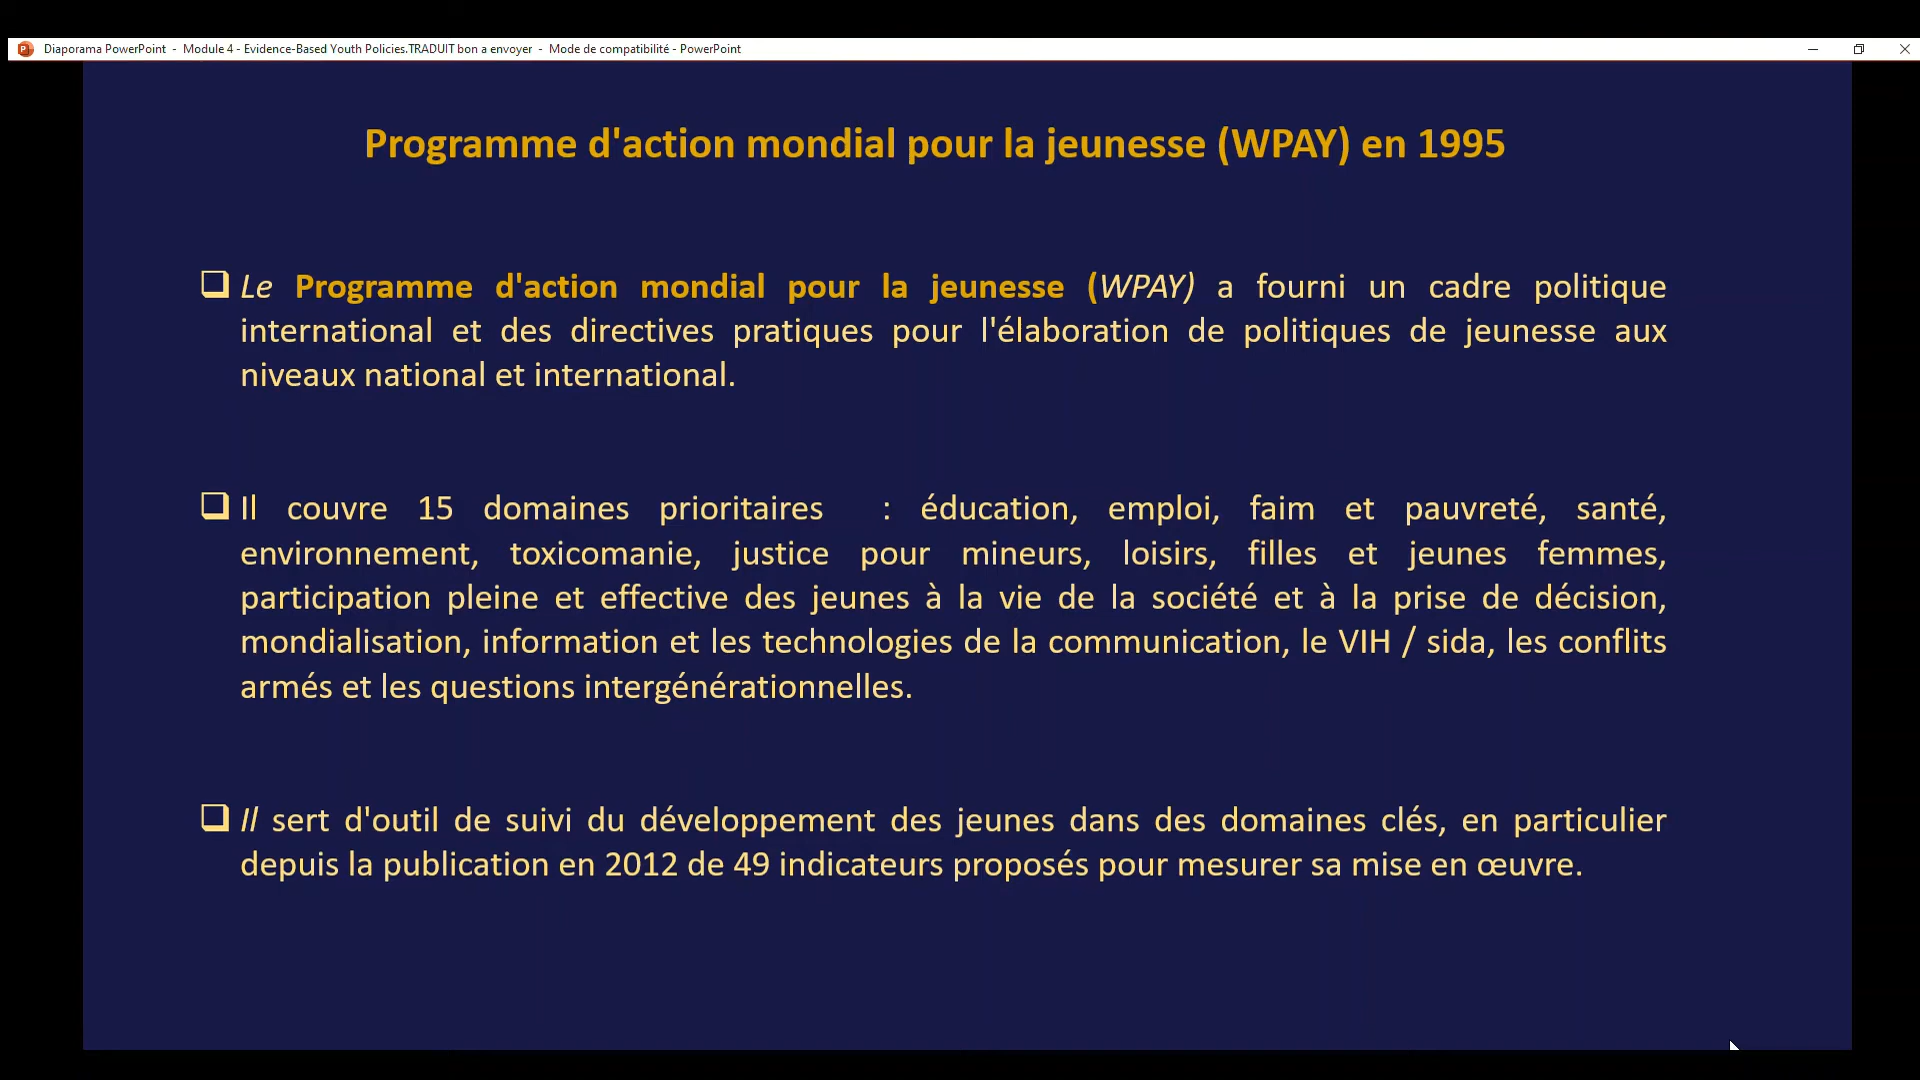 Diaporama PowerPoint - Module 4 - Evidence-Based Youth Policies.TRADUIT bon a envoyer - Mode de compatibilité - PowerPoint
Programme d'action mondial pour la jeunesse (WPAY) en 1995
Le Programme d'action mondial pour la jeunesse (WPAY) a fourni un cadre politique
international et des directives pratiques pour l'élaboration de politiques de jeunesse aux
niveaux national et international.
Il couvre 15 domaines prioritaires : éducation, emploi, faim et pauvreté, santé,
environnement, toxicomanie, justice pour mineurs, loisirs, filles et jeunes femmes,
participation pleine et effective des jeunes à la vie de la société et à la prise de décision,
mondialisation, information et les technologies de la communication, le VIH / sida, les conflits
armés et les questions intergénérationnelles.
Il sert d'outil de suivi du développement des jeunes dans des domaines clés, en particulier
depuis la publication en 2012 de 49 indicateurs proposés pour mesurer sa mise en œuvre.